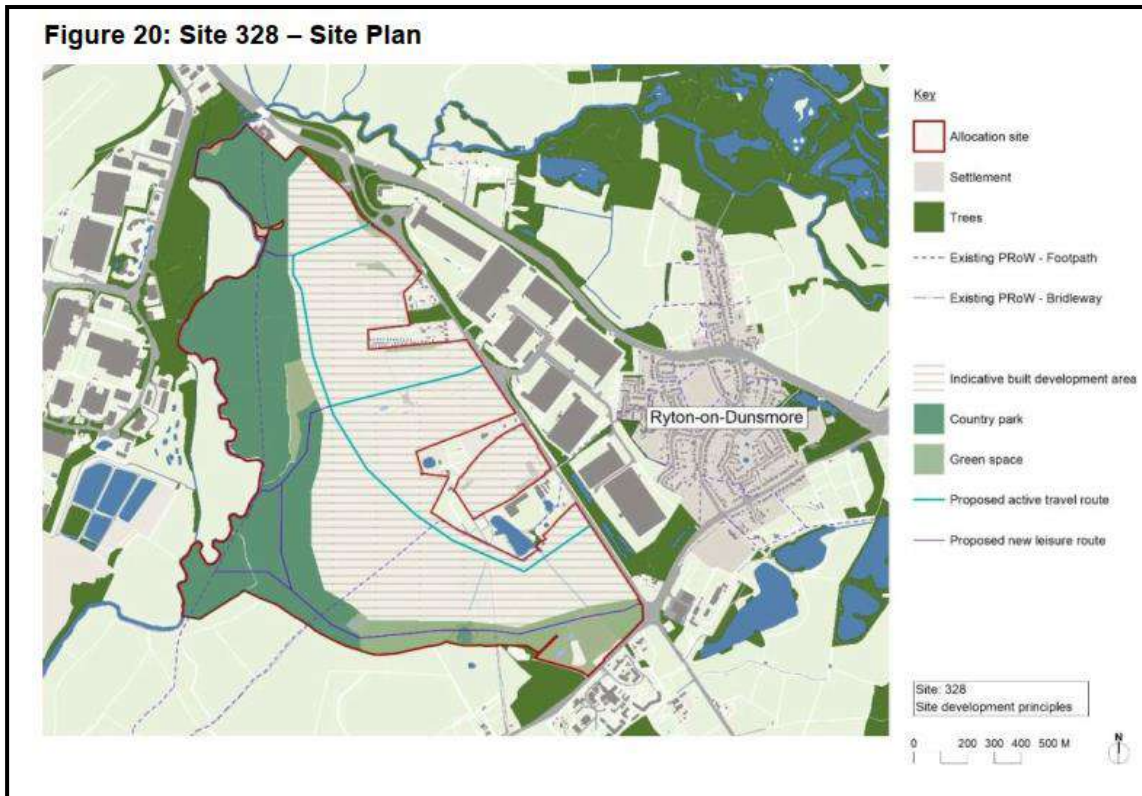 Figure 20: Site 328 – Site Plan
Key
Allocation site
Settlement
Trees
Existing PRoW - Footpath
Existing PRoW - Bridleway
Indicative built development area
Country park
Green space
Proposed active travel route
Proposed new leisure route
Ryton-on-Dunsmore
Site: 328
Site development principles
0 200 300 400 500 M
N